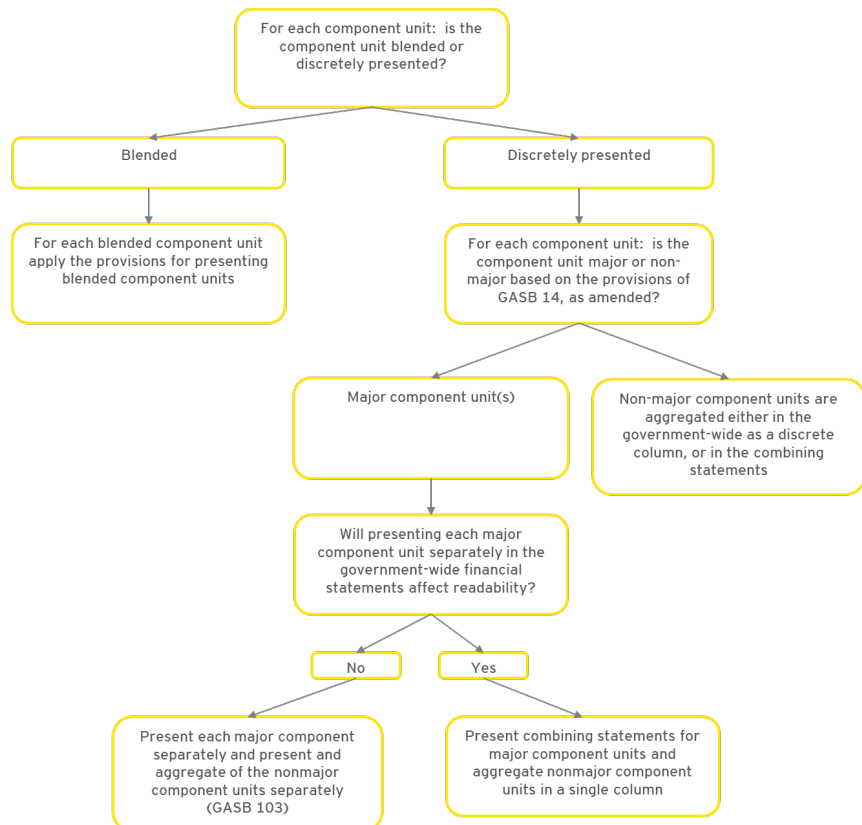 For each component unit:  is the
component unit blended or
discretely presented?
Blended
Discretely presented
For each blended component unit
apply the provisions for presenting
blended component units
For each component unit:  is the
component unit major or non-
major based on the provisions of
GASB 14, as amended?
Major component unit(s)
Non-major component units are
aggregated either in the
government-wide as a discrete
column, or in the combining
statements
Will presenting each major
component unit separately in the
government-wide financial
statements affect readability?
No
Yes
Present each major component
separately and present and
aggregate of the nonmajor
component units separately
(GASB 103)
Present combining statements for
major component units and
aggregate nonmajor component
units in a single column